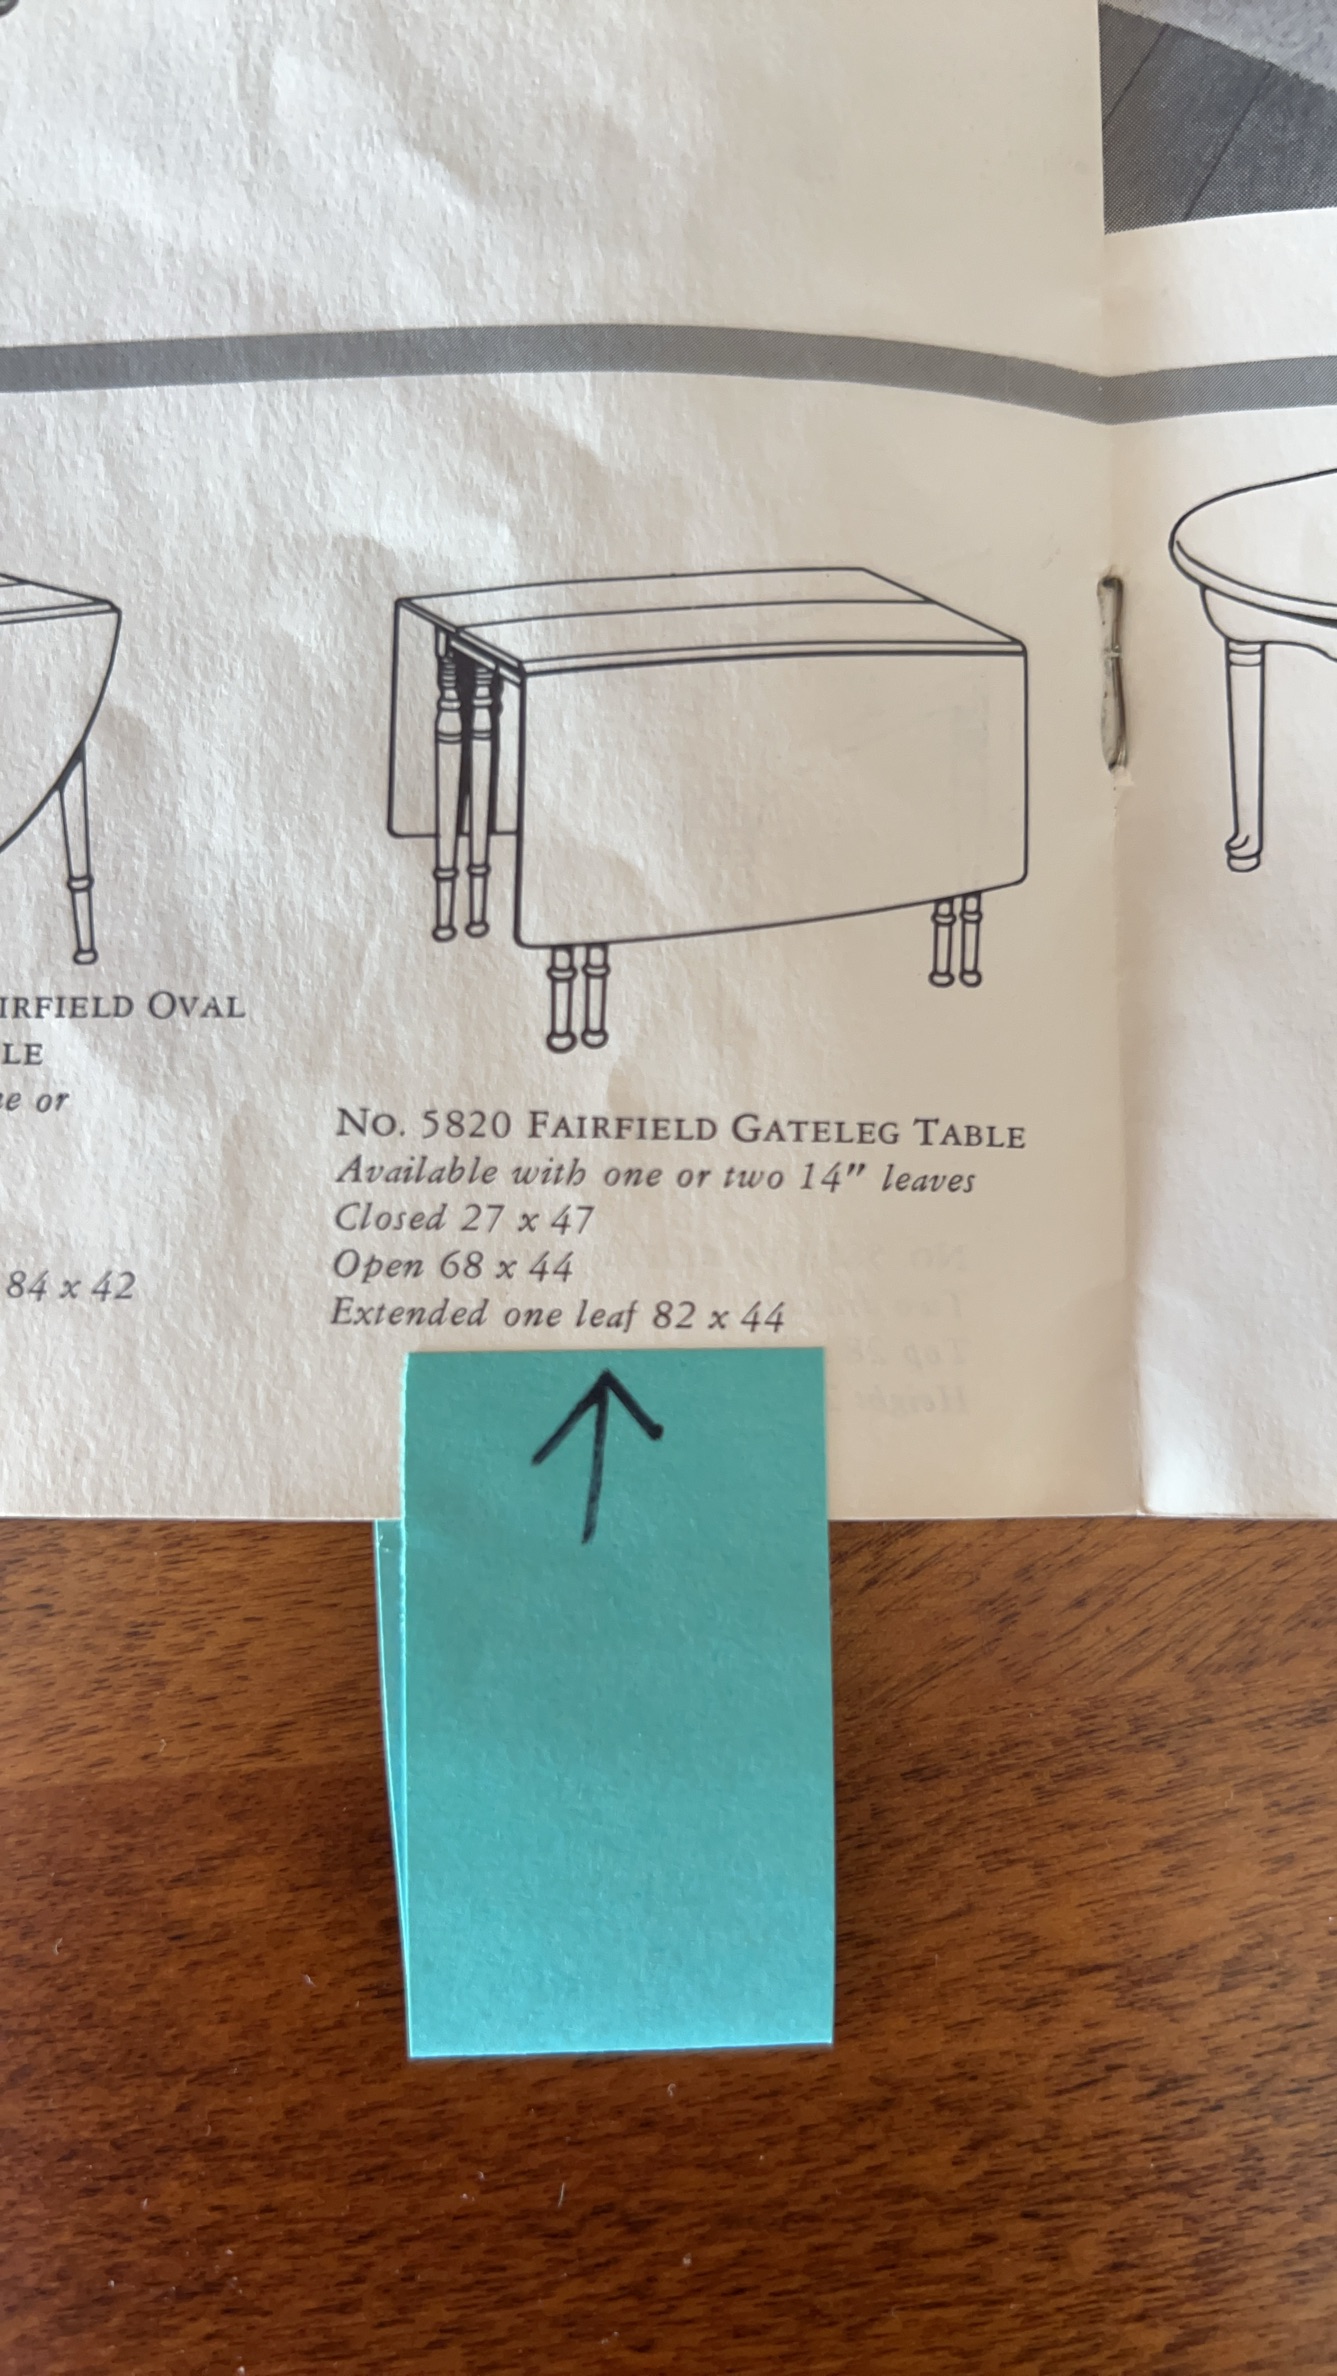 IRFIELD OVAL
LE
or
84 x 42
NO. 5820 FAIRFIELD GATELEG TABLE
Available with one or two 14" leaves
Closed 27 x 47
Open 68 x 44
Extended one leaf 82 x 44